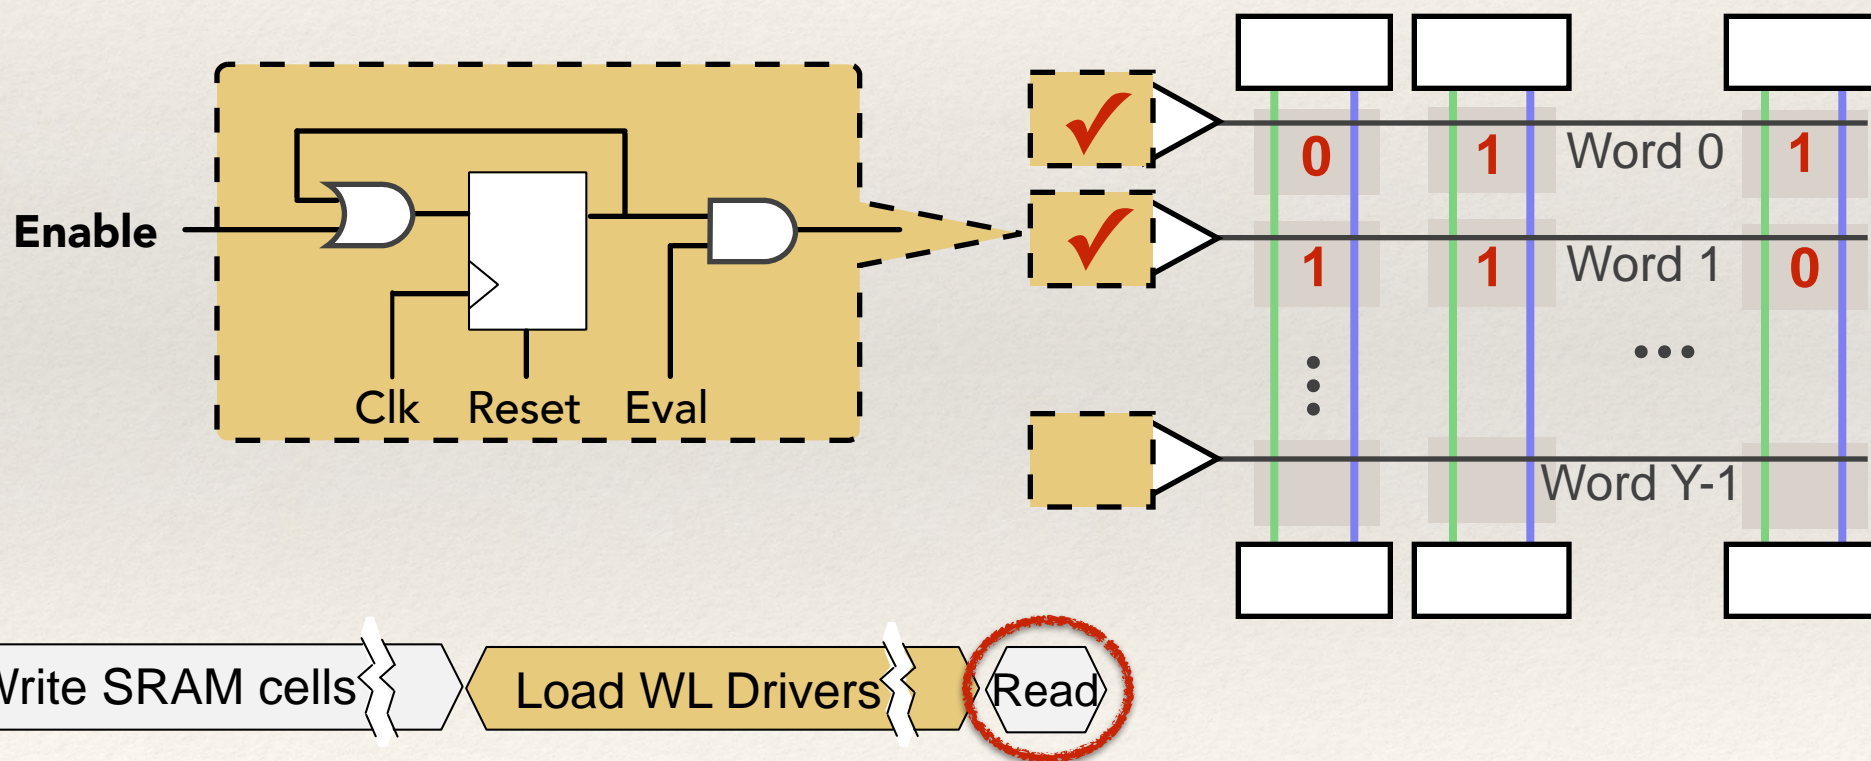 Enable
Clk Reset Eval
0 1 Word 0 1
1 1 Word 1 0
Word Y-1
Write SRAM cells Load WL Drivers Read